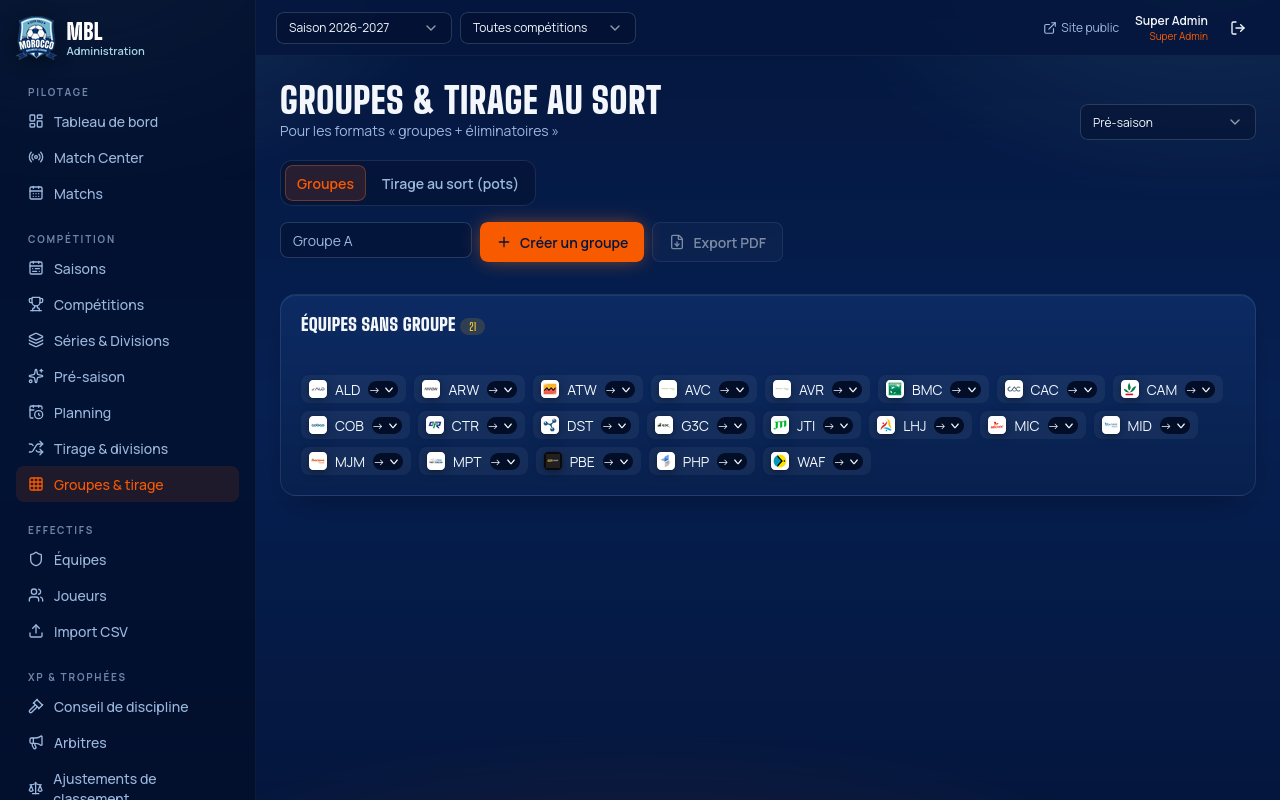 MBL
Administration
Saison 2026-2027
Toutes compétitions
Site public
Super Admin
Super Admin
PILOTAGE
Tableau de bord
Match Center
Matchs
COMPÉTITION
Saisons
Compétitions
Séries & Divisions
Pré-saison
Planning
Tirage & divisions
Groupes & tirage
EFFECTIFS
Équipes
Joueurs
Import CSV
XP & TROPHÉES
Conseil de discipline
Arbitres
Ajustements de
classement
GROUPES & TIRAGE AU SORT
Pour les formats « groupes + éliminatoires »
Pré-saison
Groupes
Tirage au sort (pots)
Groupe A
+ Créer un groupe
Export PDF
ÉQUIPES SANS GROUPE 21
ALD → ARW → ATW → AVC → AVR → BMC → CAC → CAM →
COB → CTR → DST → G3C → JTI → LHJ → MIC → MID →
MJM → MPT → PBE → PHP → WAF →